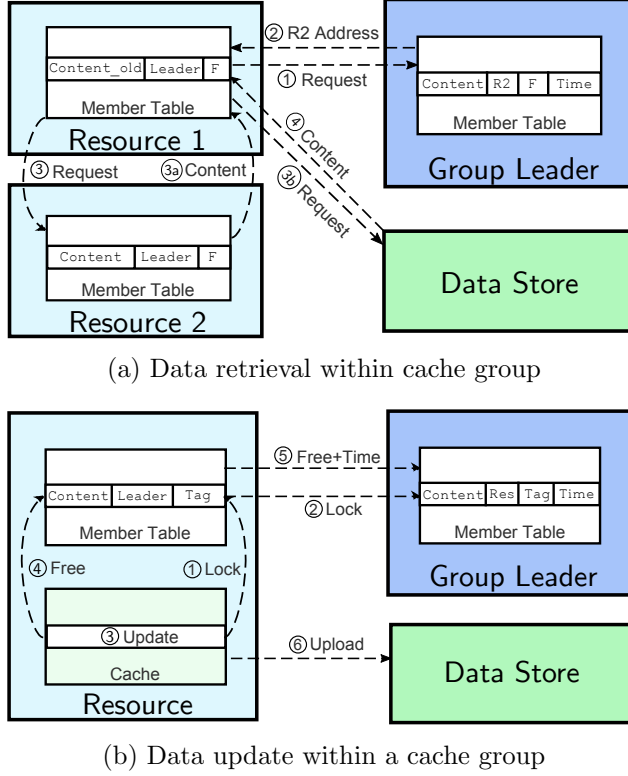 ② R2 Address
Content_old Leader F
① Request
Content R2 F Time
Member Table
Member Table
Resource 1
④ Content
Group Leader
③ Request
3a Content
3b Request
Content Leader F
Member Table
Data Store
Resource 2
(a) Data retrieval within cache group
⑤ Free+Time
Content Leader Tag
Content Res Tag Time
② Lock
Member Table
Member Table
④ Free
① Lock
Group Leader
③ Update
⑥ Upload
Cache
Data Store
Resource
(b) Data update within a cache group